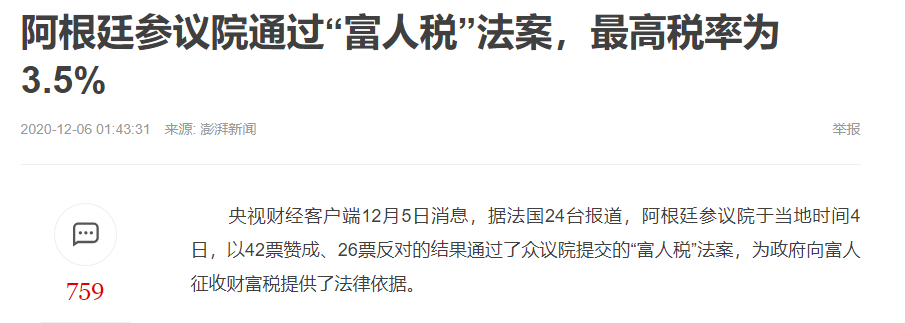 阿根廷参议院通过“富人税”法案，最高税率为
3.5%
2020-12-06 01:43:31 来源: 澎湃新闻 举报
央视财经客户端12月5日消息，据法国24台报道，阿根廷参议院于当地时间4
日，以42票赞成、26票反对的结果通过了众议院提交的“富人税”法案，为政府向富人
征收财富税提供了法律依据。
759